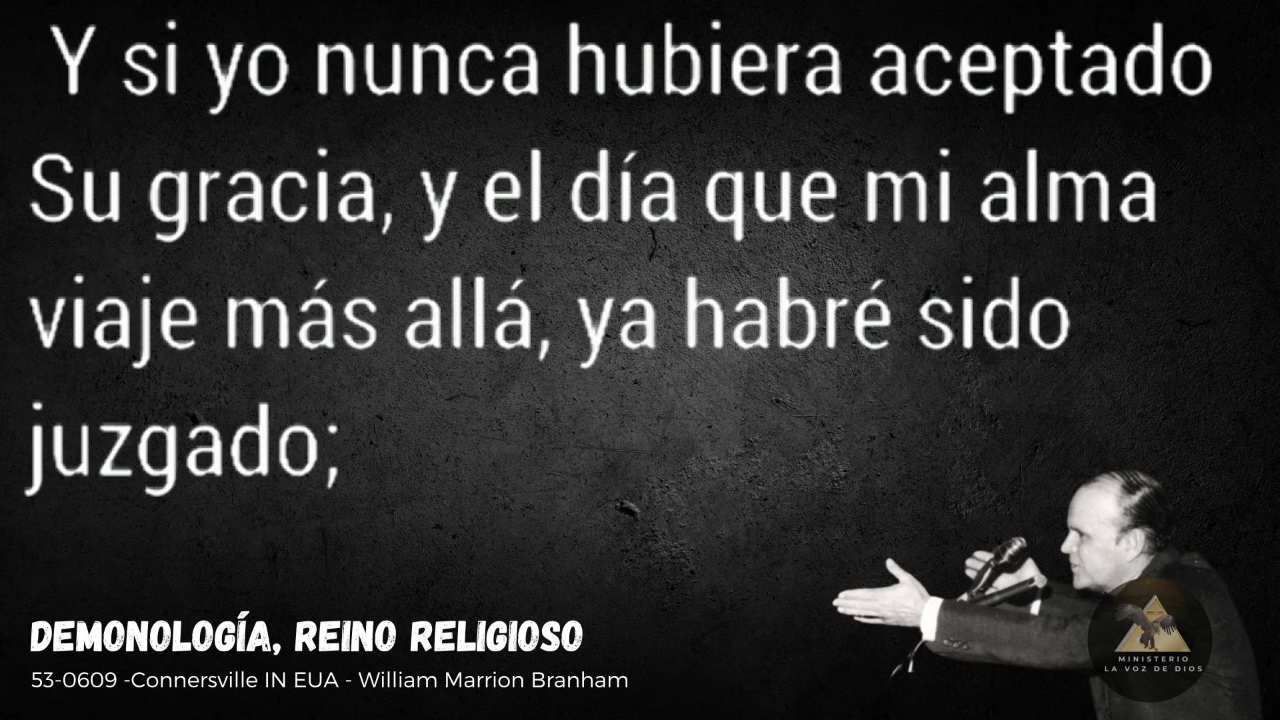 Y si yo nunca hubiera aceptado
Su gracia, y el día que mi alma
viaje más allá, ya habré sido
juzgado;
DEMONOLOGÍA, REINO RELIGIOSO
53-0609 -Connersville IN EUA - William Marrion Branham
MINISTERIO
LA VOZ DE DIOS